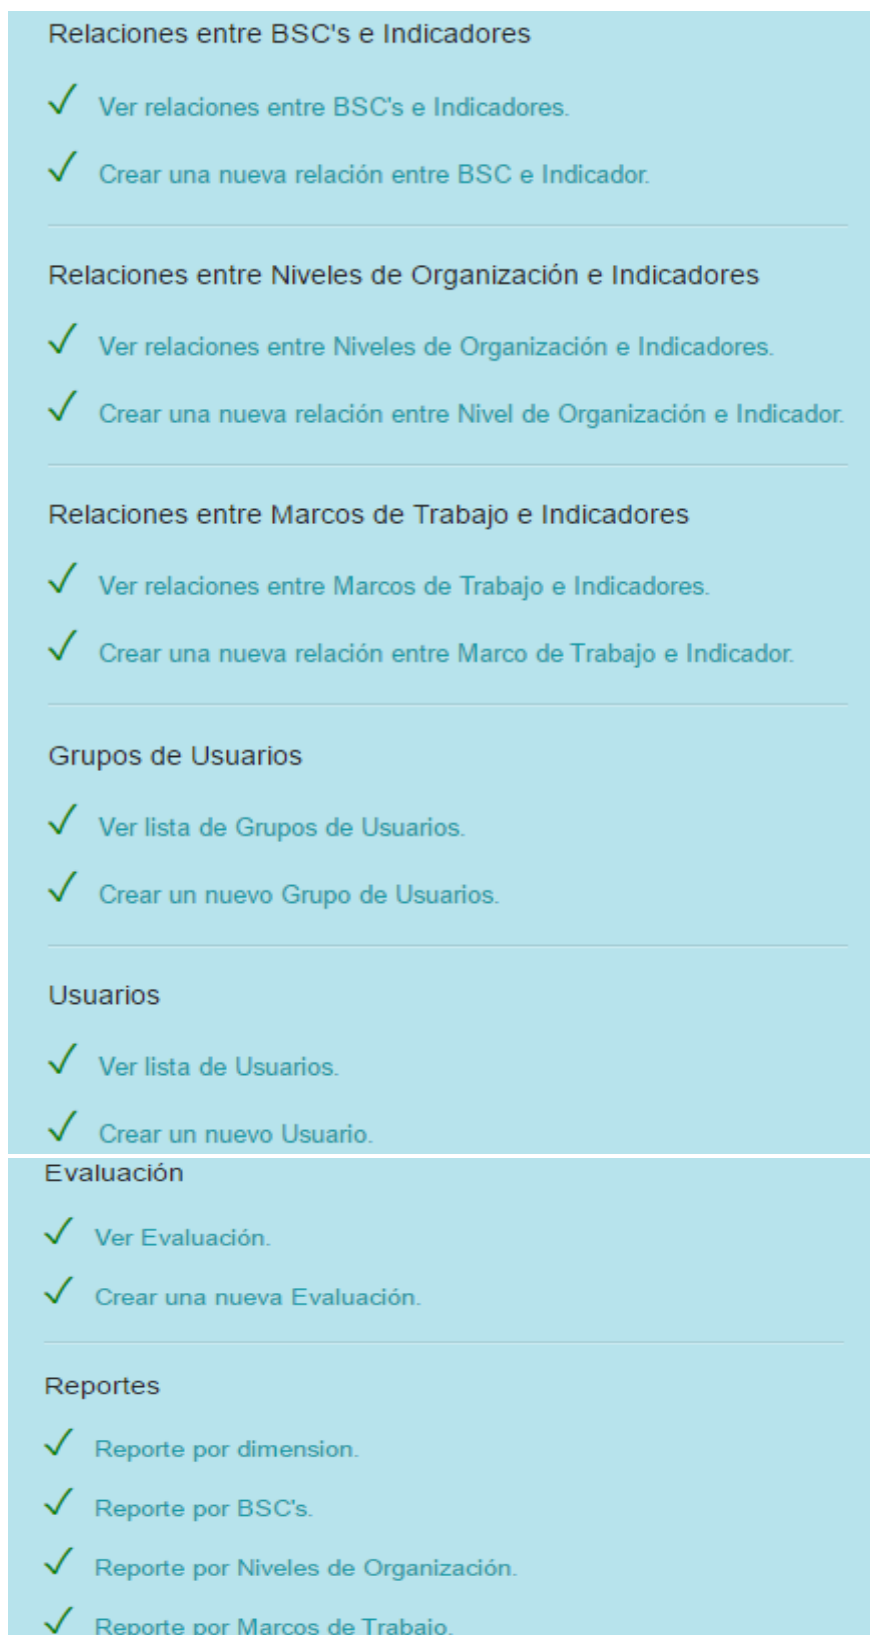 Relaciones entre BSC's e Indicadores
Ver relaciones entre BSC's e Indicadores.
Crear una nueva relación entre BSC e Indicador.
Relaciones entre Niveles de Organización e Indicadores
Ver relaciones entre Niveles de Organización e Indicadores.
Crear una nueva relación entre Nivel de Organización e Indicador.
Relaciones entre Marcos de Trabajo e Indicadores
Ver relaciones entre Marcos de Trabajo e Indicadores.
Crear una nueva relación entre Marco de Trabajo e Indicador.
Grupos de Usuarios
Ver lista de Grupos de Usuarios.
Crear un nuevo Grupo de Usuarios.
Usuarios
Ver lista de Usuarios.
Crear un nuevo Usuario.
Evaluación
Ver Evaluación.
Crear una nueva Evaluación.
Reportes
Reporte por dimension.
Reporte por BSC's.
Reporte por Niveles de Organización.
Reporte por Marcos de Trabajo.